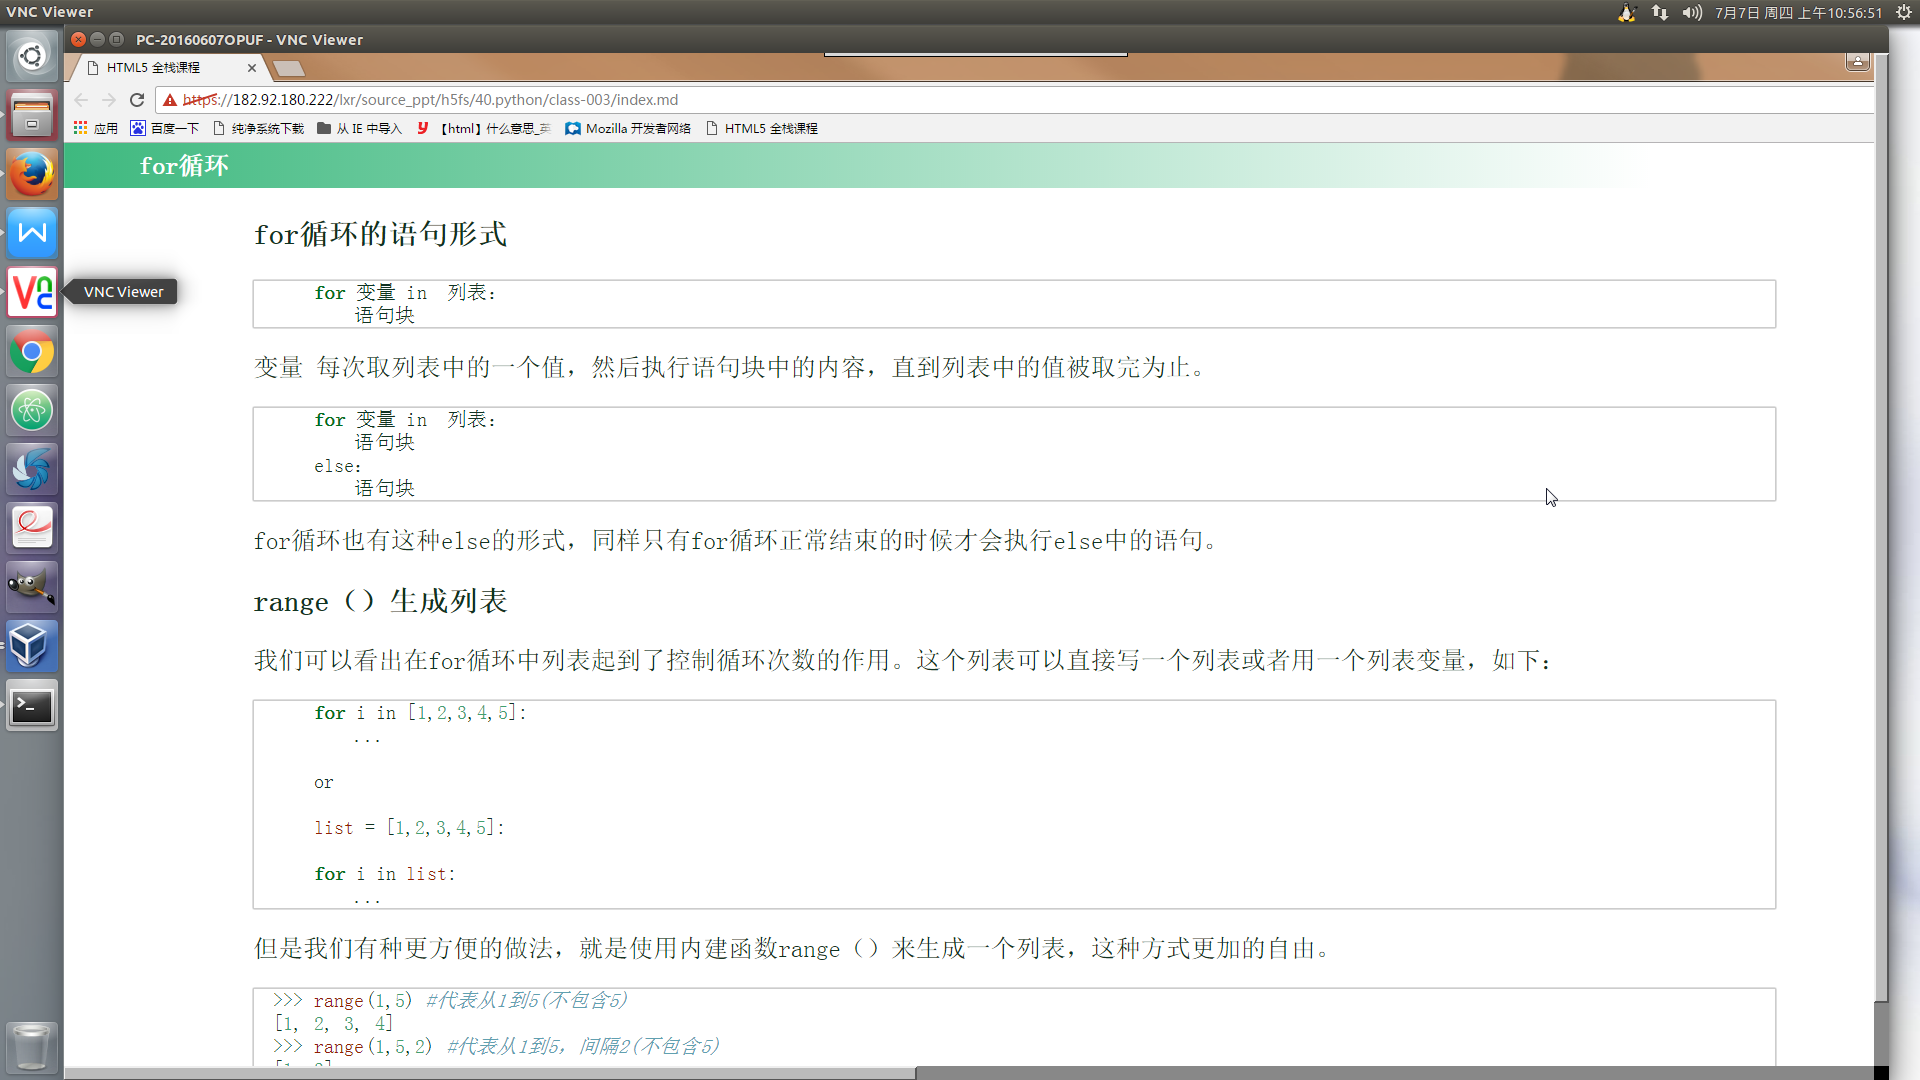 VNC Viewer
7月7日 周四 上午10:56:51
PC-20160607OPUF - VNC Viewer
HTML5 全栈课程
https://182.92.180.222/lxr/source_ppt/h5fs/40.python/class-003/index.md
应用 百度一下 纯净系统下载 从 IE 中导入 【html】什么意思_英 Mozilla 开发者网络 HTML5 全栈课程
for循环
for循环的语句形式
for 变量 in  列表:
语句块
VNC Viewer
变量 每次取列表中的一个值，然后执行语句块中的内容，直到列表中的值被取完为止。
for 变量 in  列表:
语句块
else:
语句块
for循环也有这种else的形式，同样只有for循环正常结束的时候才会执行else中的语句。
range（）生成列表
我们可以看出在for循环中列表起到了控制循环次数的作用。这个列表可以直接写一个列表或者用一个列表变量，如下：
for i in [1,2,3,4,5]:
...
or
list = [1,2,3,4,5]:
for i in list:
...
但是我们有种更方便的做法，就是使用内建函数range（）来生成一个列表，这种方式更加的自由。
>>> range(1,5) #代表从1到5(不包含5)
[1, 2, 3, 4]
>>> range(1,5,2) #代表从1到5，间隔2(不包含5)